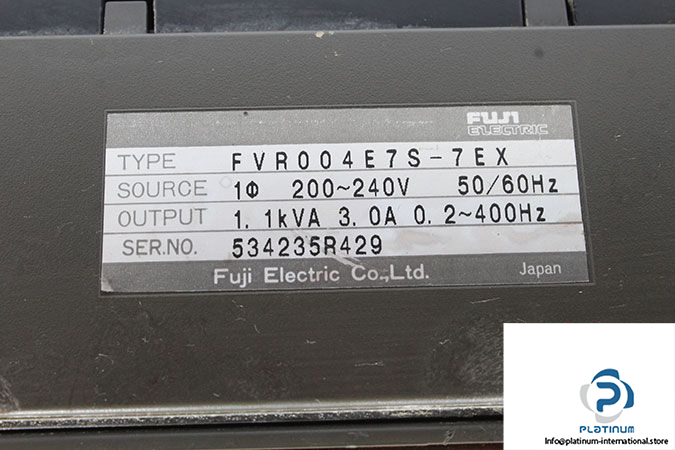 FUJI
ELECTRIC
TYPE FVR004E7S-7EX
SOURCE 1Φ 200~240V 50/60Hz
OUTPUT 1.1kVA 3.0A 0.2~400Hz
SER.NO. 534235R429
Fuji Electric Co.,Ltd. Japan
PLATINUM
info@platinum-international.store